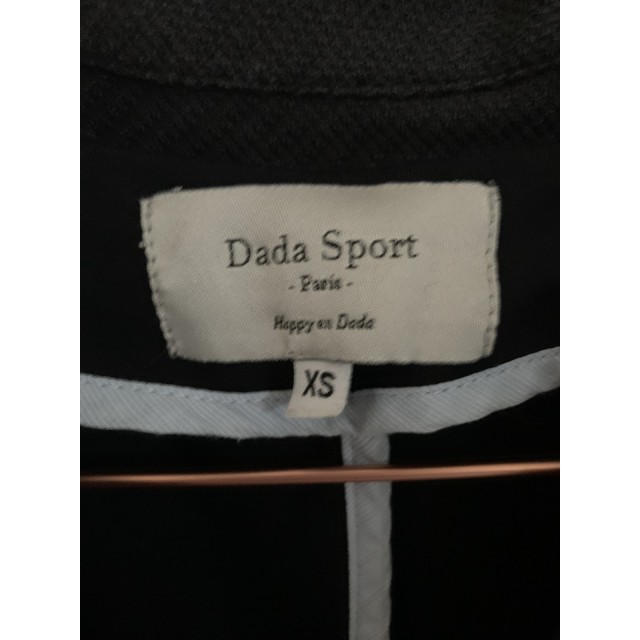 Dada Sport
- Paris -
Happy en Dada
XS